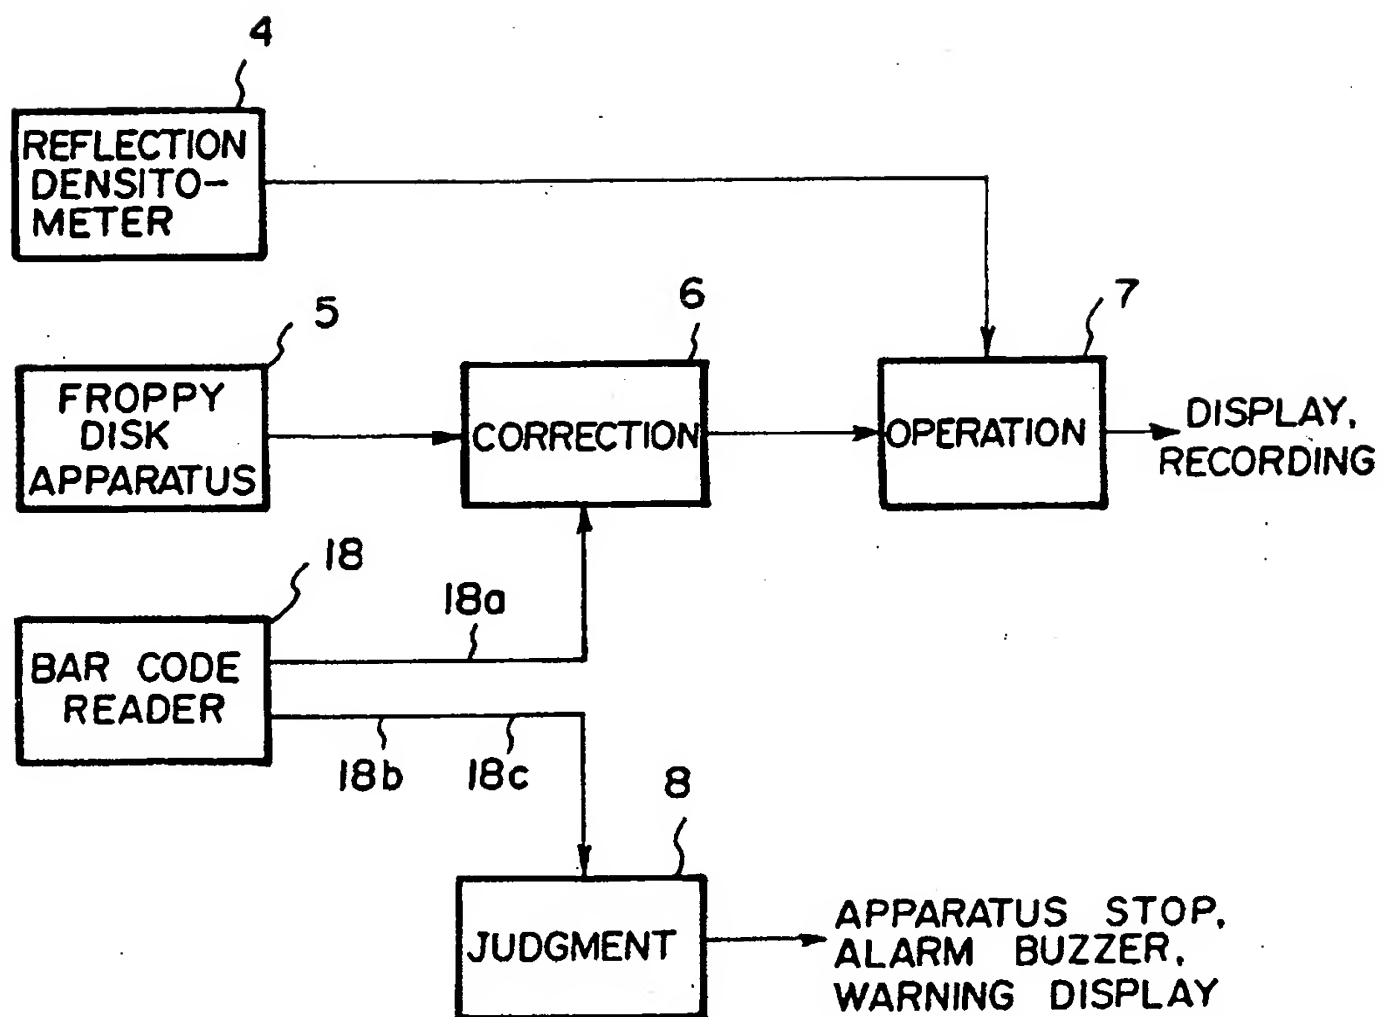 4
REFLECTION
DENSITO-
METER
5
FROPPY
DISK
APPARATUS
6
CORRECTION
7
OPERATION
DISPLAY,
RECORDING
18
BAR CODE
READER
18a
18b
18c
8
JUDGMENT
APPARATUS STOP,
ALARM BUZZER,
WARNING DISPLAY